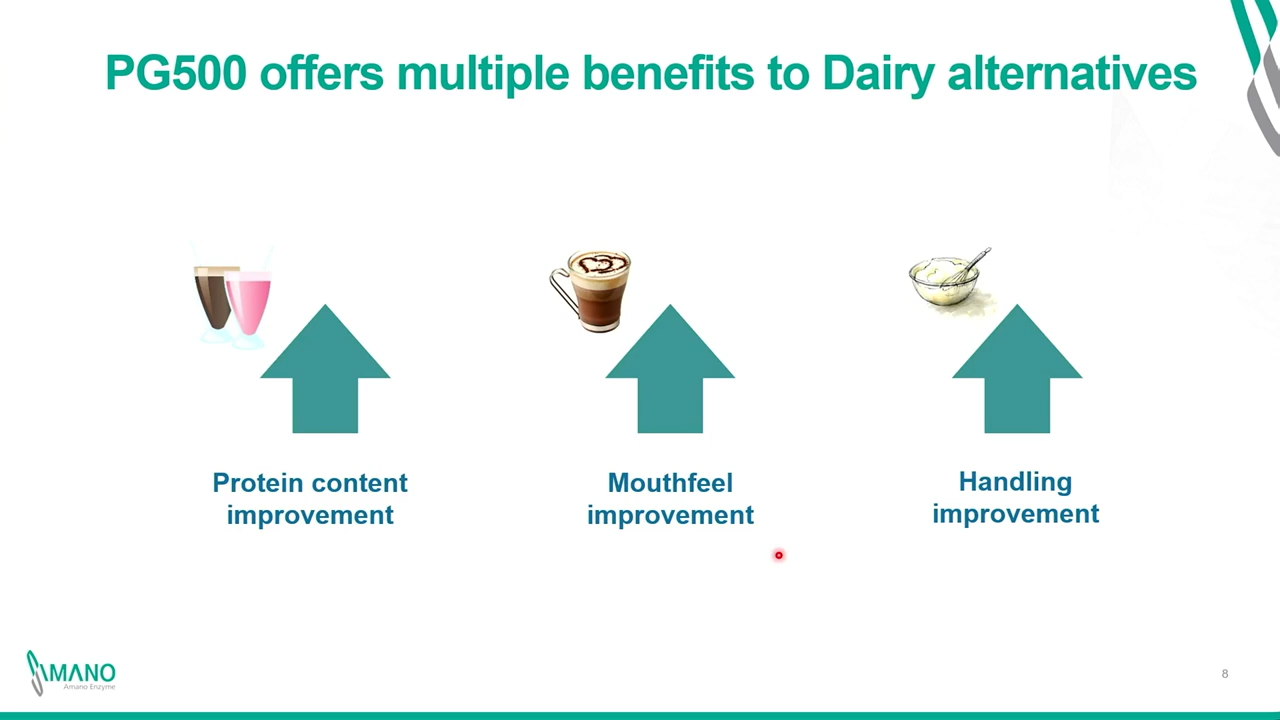 PG500 offers multiple benefits to Dairy alternatives
Protein content
improvement
Mouthfeel
improvement
Handling
improvement
AMANO
Amano Enzyme
8